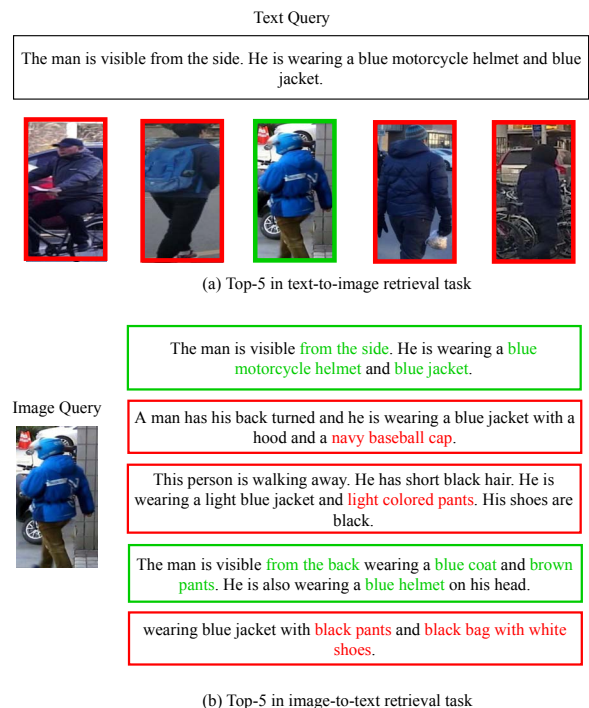 Text Query
The man is visible from the side. He is wearing a blue motorcycle helmet and blue
jacket.
(a) Top-5 in text-to-image retrieval task
The man is visible from the side. He is wearing a blue
motorcycle helmet and blue jacket.
Image Query
A man has his back turned and he is wearing a blue jacket with a
hood and a navy baseball cap.
This person is walking away. He has short black hair. He is
wearing a light blue jacket and light colored pants. His shoes are
black.
The man is visible from the back wearing a blue coat and brown
pants. He is also wearing a blue helmet on his head.
wearing blue jacket with black pants and black bag with white
shoes.
(b) Top-5 in image-to-text retrieval task